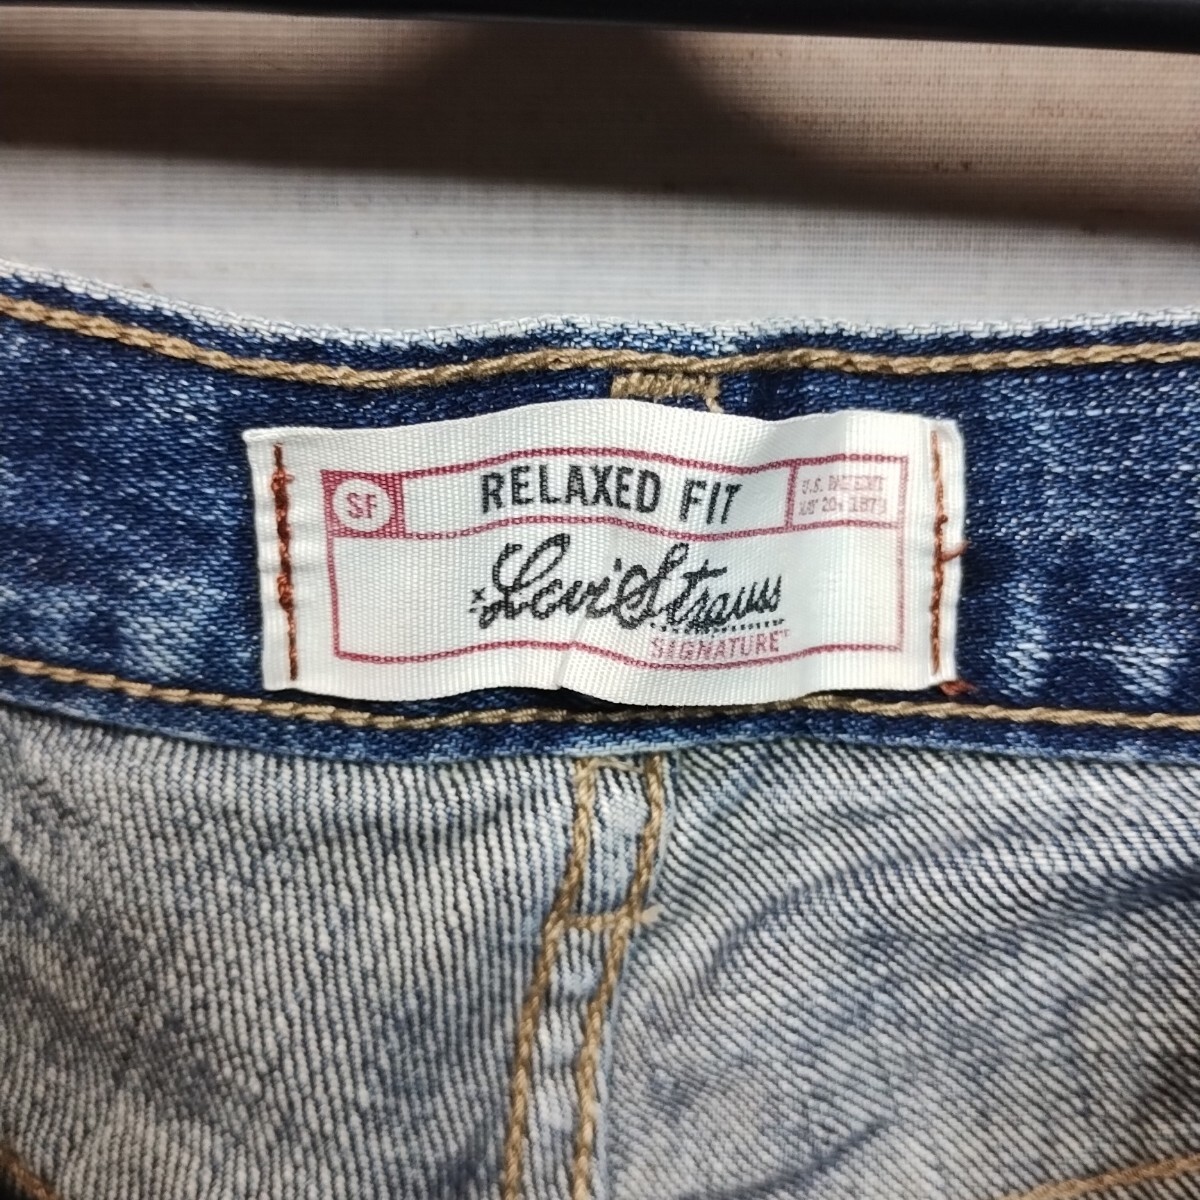 SF
RELAXED FIT
U.S. PATENT
MAY 20, 1873
Levi Strauss
SIGNATURE